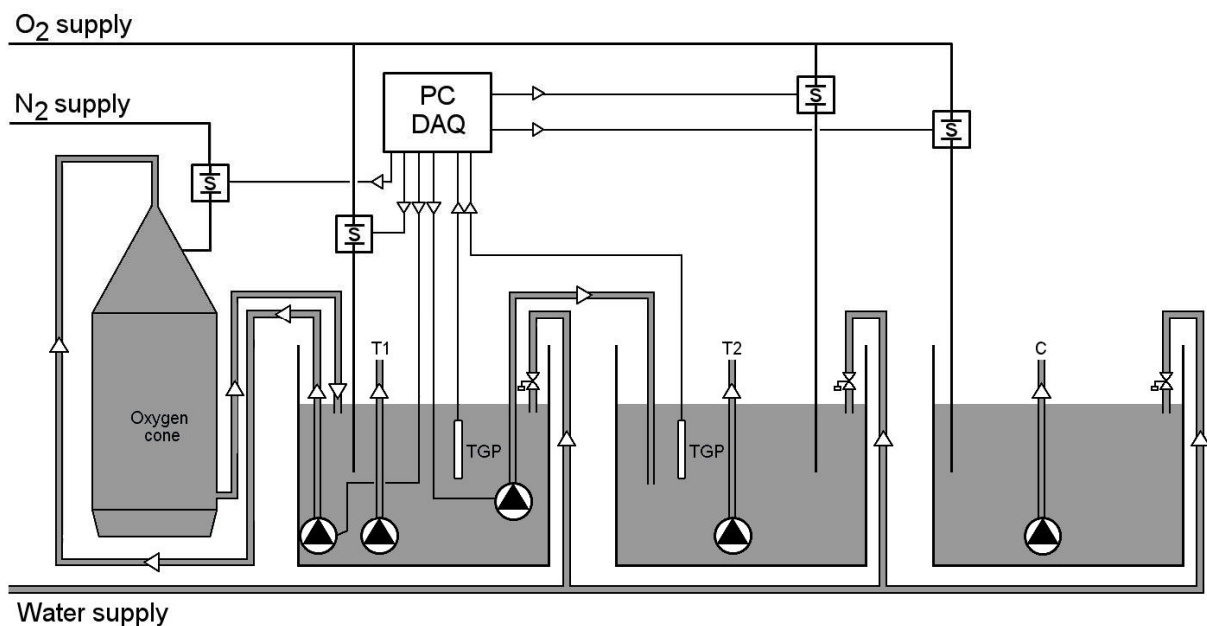 O2 supply
N2 supply
PC
DAQ
S
S
S
S
T1
T2
C
Oxygen
cone
TGP
TGP
Water supply